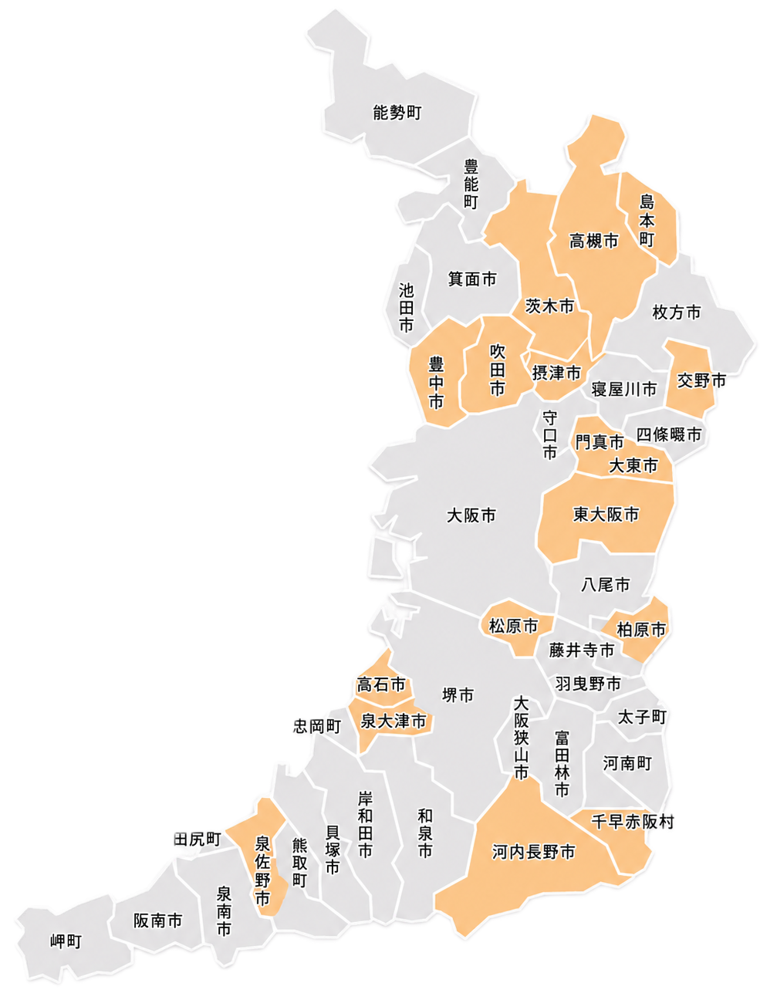 能勢町
豊能町
島本町
高槻市
箕面市
池田市
茨木市
枚方市
吹田市
豊中市
摂津市
交野市
寝屋川市
守口市
四條畷市
門真市
大東市
大阪市
東大阪市
八尾市
松原市
柏原市
藤井寺市
高石市
羽曳野市
堺市
大阪狭山市
太子町
泉大津市
忠岡町
富田林市
河南町
千早赤阪村
岸和田市
和泉市
貝塚市
田尻町
泉佐野市
熊取町
河内長野市
泉南市
阪南市
岬町